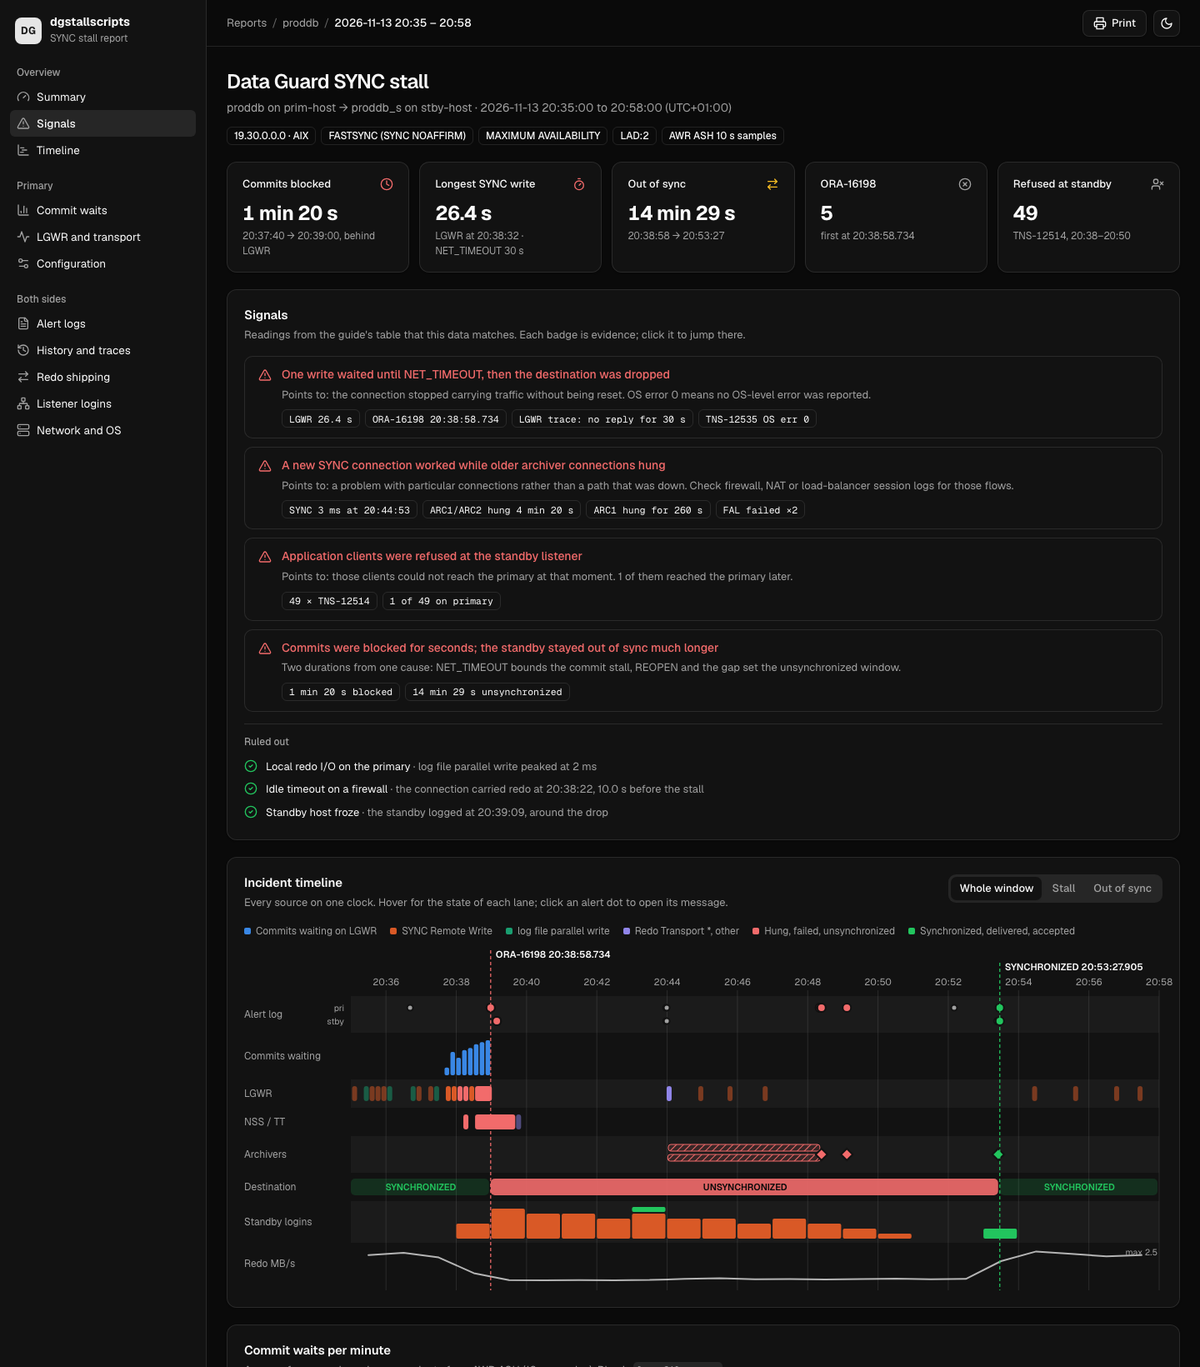 DG
dgstallscripts
SYNC stall report
Overview
Summary
Signals
Timeline
Primary
Commit waits
LGWR and transport
Configuration
Both sides
Alert logs
History and traces
Redo shipping
Listener logins
Network and OS
Reports / proddb / 2026-11-13 20:35 – 20:58
Print
Data Guard SYNC stall
proddb on prim-host → proddb_s on stby-host · 2026-11-13 20:35:00 to 20:58:00 (UTC+01:00)
19.30.0.0.0 · AIX
FASTSYNC (SYNC NOAFFIRM)
MAXIMUM AVAILABILITY
LAD:2
AWR ASH 10 s samples
Commits blocked
1 min 20 s
20:37:40 → 20:39:00, behind
LGWR
Longest SYNC write
26.4 s
LGWR at 20:38:32 ·
NET_TIMEOUT 30 s
Out of sync
14 min 29 s
20:38:58 → 20:53:27
ORA-16198
5
first at 20:38:58.734
Refused at standby
49
TNS-12514, 20:38–20:50
Signals
Readings from the guide's table that this data matches. Each badge is evidence; click it to jump there.
One write waited until NET_TIMEOUT, then the destination was dropped
Points to: the connection stopped carrying traffic without being reset. OS error 0 means no OS-level error was reported.
LGWR 26.4 s
ORA-16198 20:38:58.734
LGWR trace: no reply for 30 s
TNS-12535 OS err 0
A new SYNC connection worked while older archiver connections hung
Points to: a problem with particular connections rather than a path that was down. Check firewall, NAT or load-balancer session logs for those flows.
SYNC 3 ms at 20:44:53
ARC1/ARC2 hung 4 min 20 s
ARC1 hung for 260 s
FAL failed ×2
Application clients were refused at the standby listener
Points to: those clients could not reach the primary at that moment. 1 of them reached the primary later.
49 × TNS-12514
1 of 49 on primary
Commits were blocked for seconds; the standby stayed out of sync much longer
Two durations from one cause: NET_TIMEOUT bounds the commit stall, REOPEN and the gap set the unsynchronized window.
1 min 20 s blocked
14 min 29 s unsynchronized
Ruled out
Local redo I/O on the primary · log file parallel write peaked at 2 ms
Idle timeout on a firewall · the connection carried redo at 20:38:22, 10.0 s before the stall
Standby host froze · the standby logged at 20:39:09, around the drop
Incident timeline
Every source on one clock. Hover for the state of each lane; click an alert dot to open its message.
Whole window
Stall
Out of sync
Commits waiting on LGWR
SYNC Remote Write
log file parallel write
Redo Transport *, other
Hung, failed, unsynchronized
Synchronized, delivered, accepted
ORA-16198 20:38:58.734
SYNCHRONIZED 20:53:27.905
20:36 20:38 20:40 20:42 20:44 20:46 20:48 20:50 20:52 20:54 20:56 20:58
Alert log
pri
stby
Commits waiting
LGWR
NSS / TT
Archivers
Destination
SYNCHRONIZED
UNSYNCHRONIZED
SYNCHRONIZED
Standby logins
Redo MB/s
max 2.5
Commit waits per minute